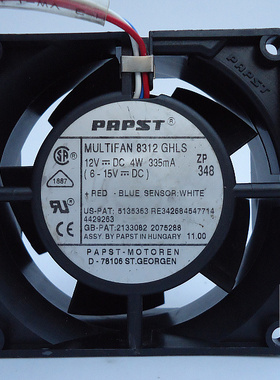 PAPST
PAPST
MULTIFAN 8312 GHLS
12V DC 4W 335mA
(6-15V DC)
ZP
348
1887
RED - BLUE SENSOR:WHITE
US-PAT: 5135363 RE34268 4547714
4429263
GB-PAT.2133082 2075288
ASSY. BY PAPST IN HUNGARY 11.00
PAPST-MOTOREN
D - 78106 ST.GEORGEN